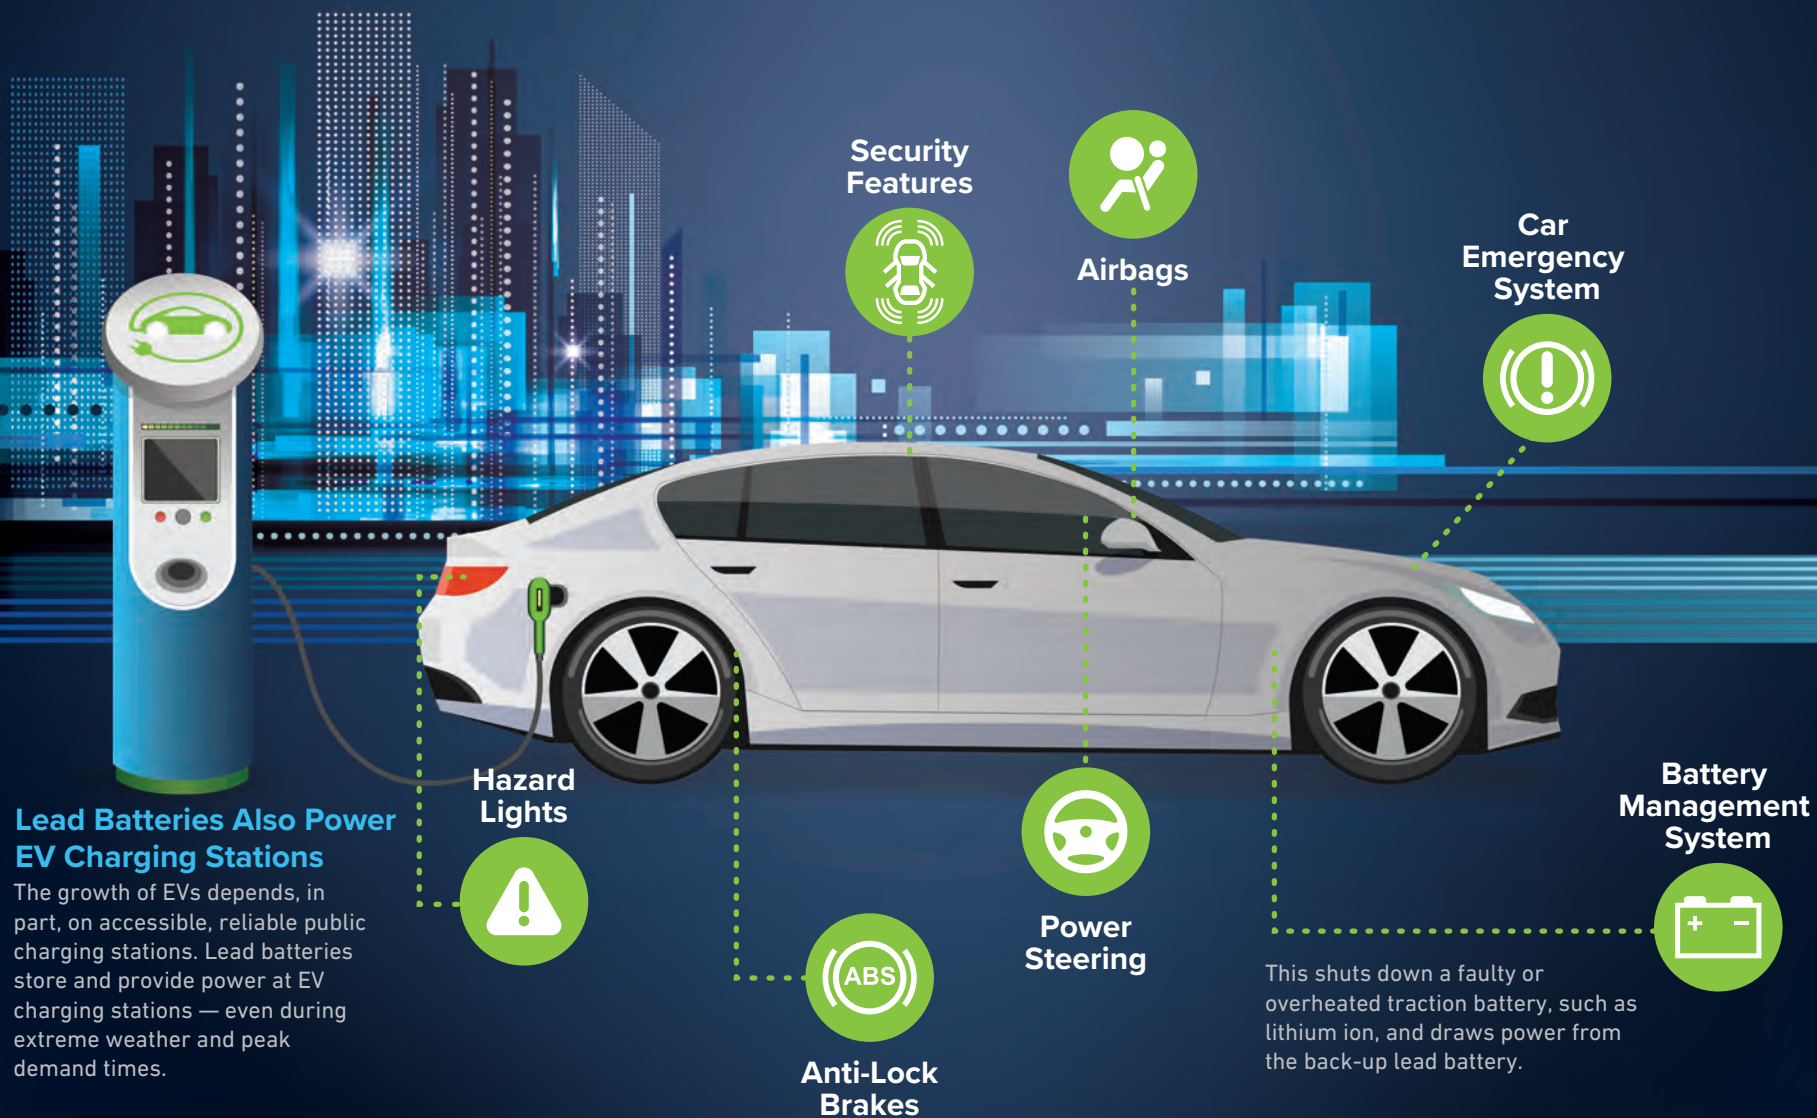 Security
Features
Airbags
Car
Emergency
System
Hazard
Lights
Lead Batteries Also Power
EV Charging Stations
The growth of EVs depends, in
part, on accessible, reliable public
charging stations. Lead batteries
store and provide power at EV
charging stations — even during
extreme weather and peak
demand times.
ABS
Anti-Lock
Brakes
Power
Steering
Battery
Management
System
+ −
This shuts down a faulty or
overheated traction battery, such as
lithium ion, and draws power from
the back-up lead battery.